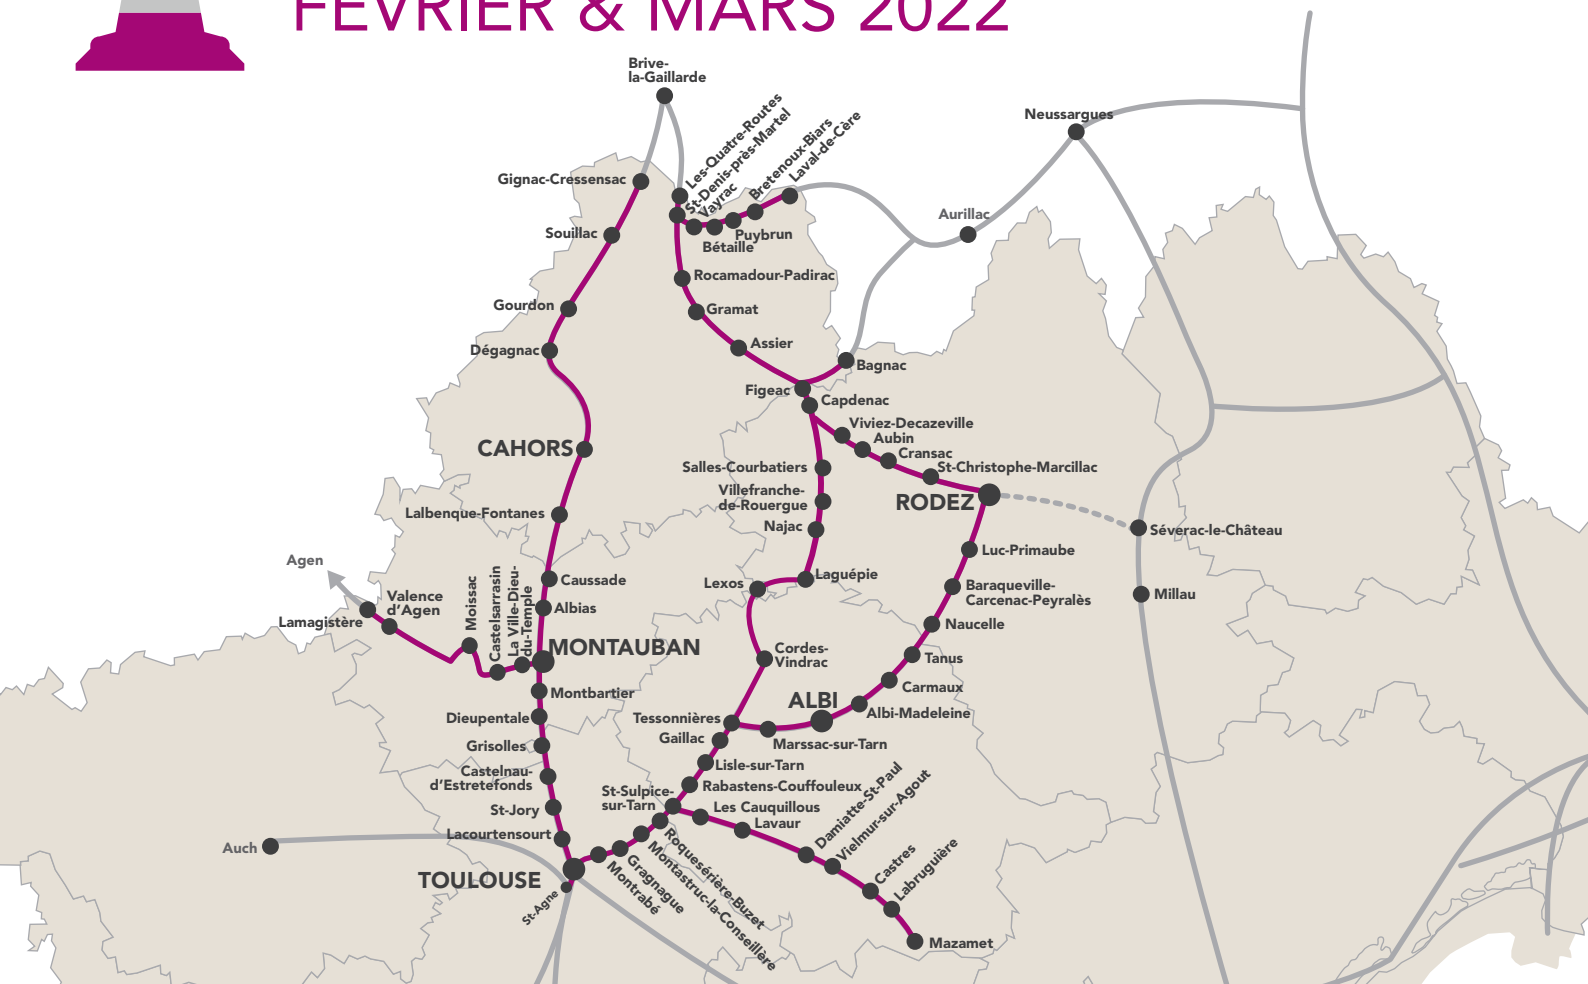 FÉVRIER & MARS 2022
Brive-
la-Gaillarde
Neussargues
Les-Quatre-Routes
St-Denis-près-Martel
Vayrac
Bretenoux-Biars
Laval-de-Cère
Gignac-Cressensac
Souillac
Puybrun
Bétaille
Aurillac
Rocamadour-Padirac
Gourdon
Gramat
Dégagnac
Assier
Bagnac
Figeac
Capdenac
Viviez-Decazeville
Aubin
CAHORS
Cransac
Salles-Courbatiers
St-Christophe-Marcillac
Villefranche-
de-Rouergue
RODEZ
Lalbenque-Fontanes
Najac
Séverac-le-Château
Luc-Primaube
Agen
Caussade
Lexos
Laguépie
Baraqueville-
Carcenac-Peyralès
Millau
Valence
d'Agen
Lamagistère
Moissac
Castelsarrasin
La Ville-Dieu-
du-Temple
Albias
Naucelle
MONTAUBAN
Cordes-
Vindrac
Tanus
Montbartier
Carmaux
ALBI
Albi-Madeleine
Dieupentale
Tessonnières
Grisolles
Gaillac
Marssac-sur-Tarn
Castelnau-
d'Estretefonds
Lisle-sur-Tarn
Rabastens-Couffouleux
St-Sulpice-
sur-Tarn
Les Cauquillous
Damiatte-St-Paul
Vielmur-sur-Agout
St-Jory
Lavaur
Lacourtensourt
Auch
Castres
Labruguière
TOULOUSE
St-Agne
Montrabé
Gragnague
Montastruc-la-Conseillère
Roquesérière-Buzet
Mazamet